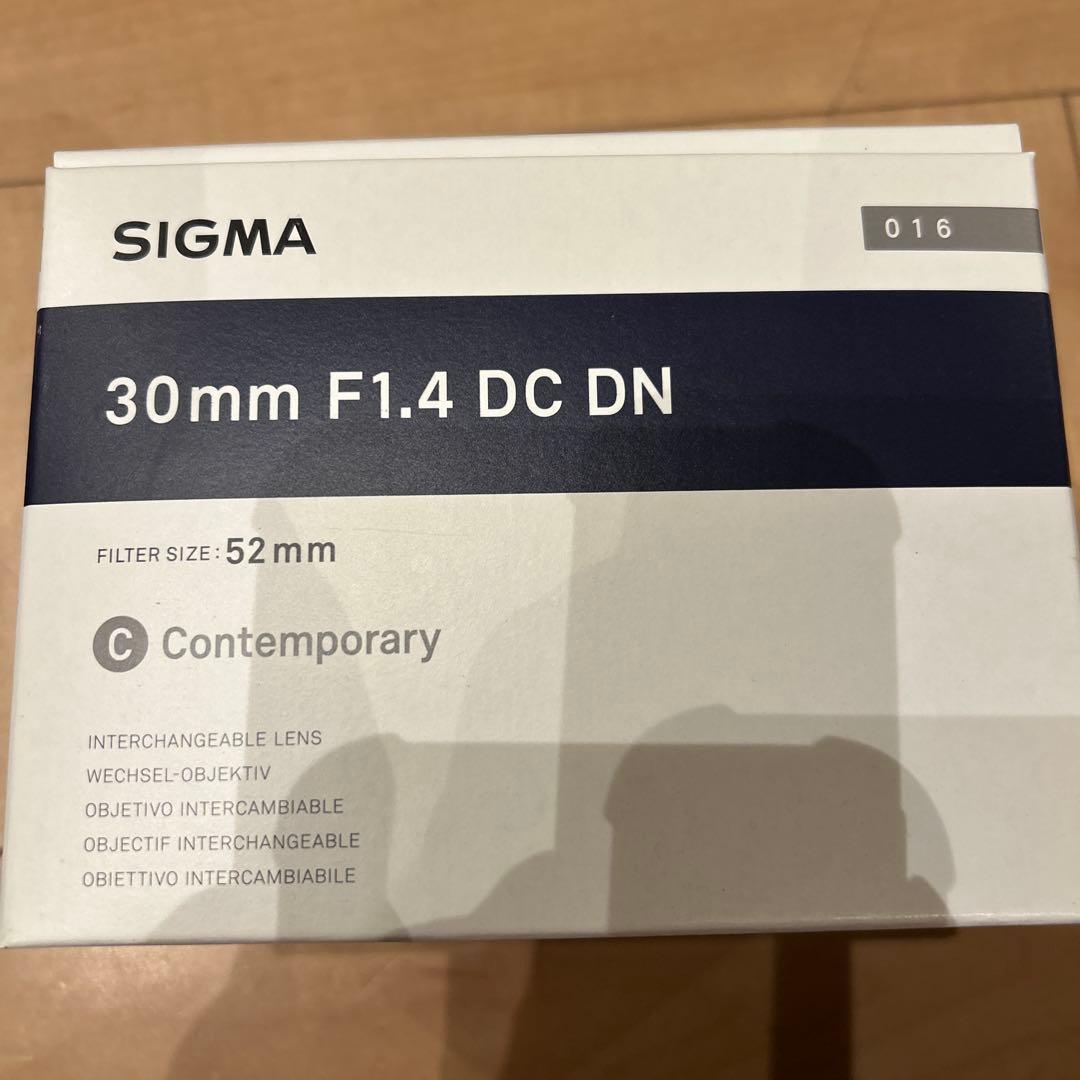 SIGMA
016
30mm F1.4 DC DN
FILTER SIZE: 52mm
C Contemporary
INTERCHANGEABLE LENS
WECHSEL-OBJEKTIV
OBJETIVO INTERCAMBIABLE
OBJECTIF INTERCHANGEABLE
OBIETTIVO INTERCAMBIABILE